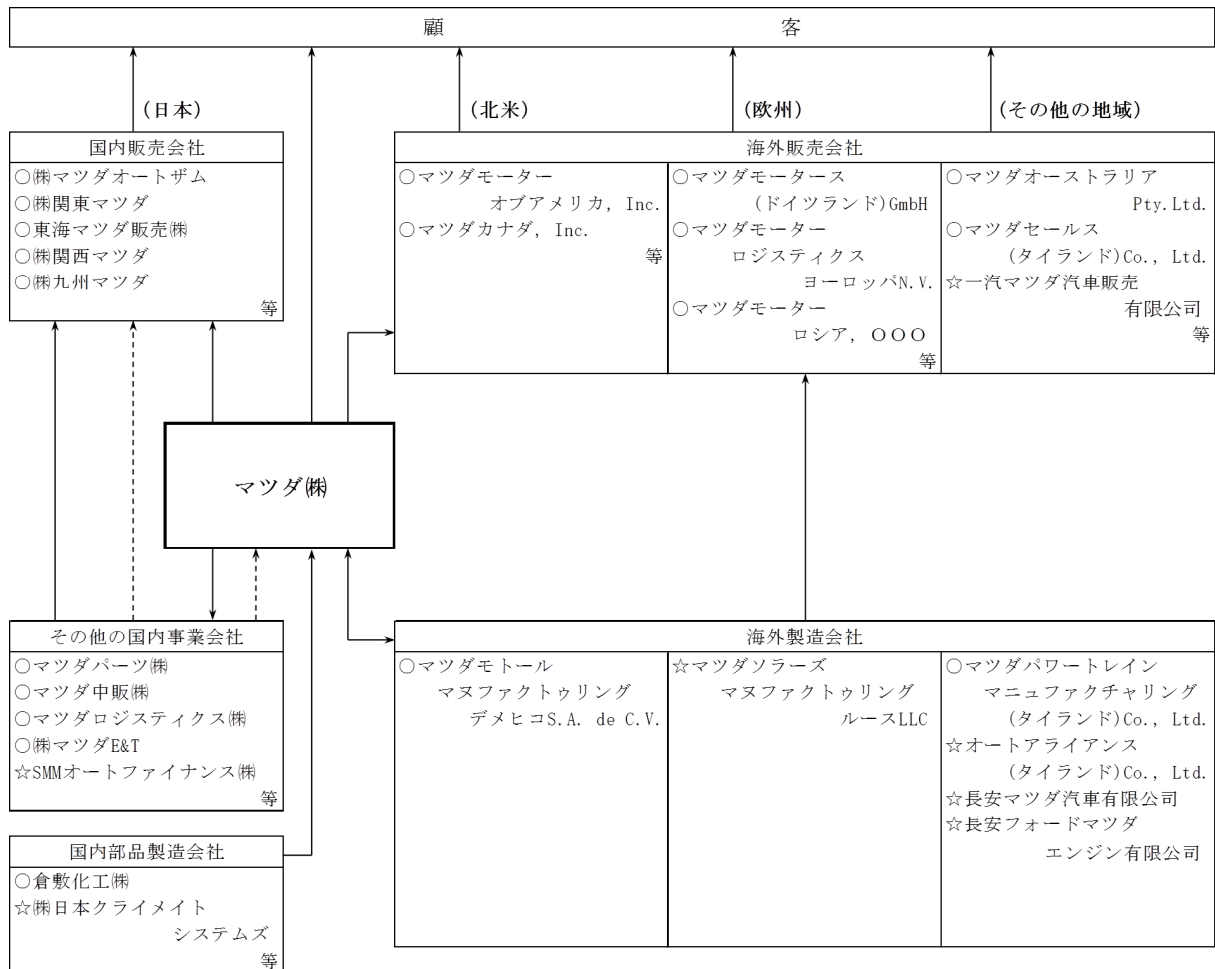 顧客
(日本)
(北米)
(欧州)
(その他の地域)
国内販売会社
○㈱マツダオートザム
○㈱関東マツダ
○東海マツダ販売㈱
○㈱関西マツダ
○㈱九州マツダ
等
海外販売会社
○マツダモーター
オブアメリカ, Inc.
○マツダカナダ, Inc.
等
○マツダモータース
(ドイツランド)GmbH
○マツダモーター
ロジスティクス
ヨーロッパN.V.
○マツダモーター
ロシア, OOO
等
○マツダオーストラリア
Pty.Ltd.
○マツダセールス
(タイランド)Co., Ltd.
☆一汽マツダ汽車販売
有限公司
等
マツダ㈱
その他の国内事業会社
○マツダパーツ㈱
○マツダ中販㈱
○マツダロジスティクス㈱
○㈱マツダE&T
☆SMMオートファイナンス㈱
等
国内部品製造会社
○倉敷化工㈱
☆㈱日本クライメイト
システムズ
等
海外製造会社
○マツダモトール
マヌファクトゥリング
デメヒコS.A. de C.V.
☆マツダソラーズ
マヌファクトゥリング
ルースLLC
○マツダパワートレイン
マニュファクチャリング
(タイランド)Co., Ltd.
☆オートアライアンス
(タイランド)Co., Ltd.
☆長安マツダ汽車有限公司
☆長安フォードマツダ
エンジン有限公司